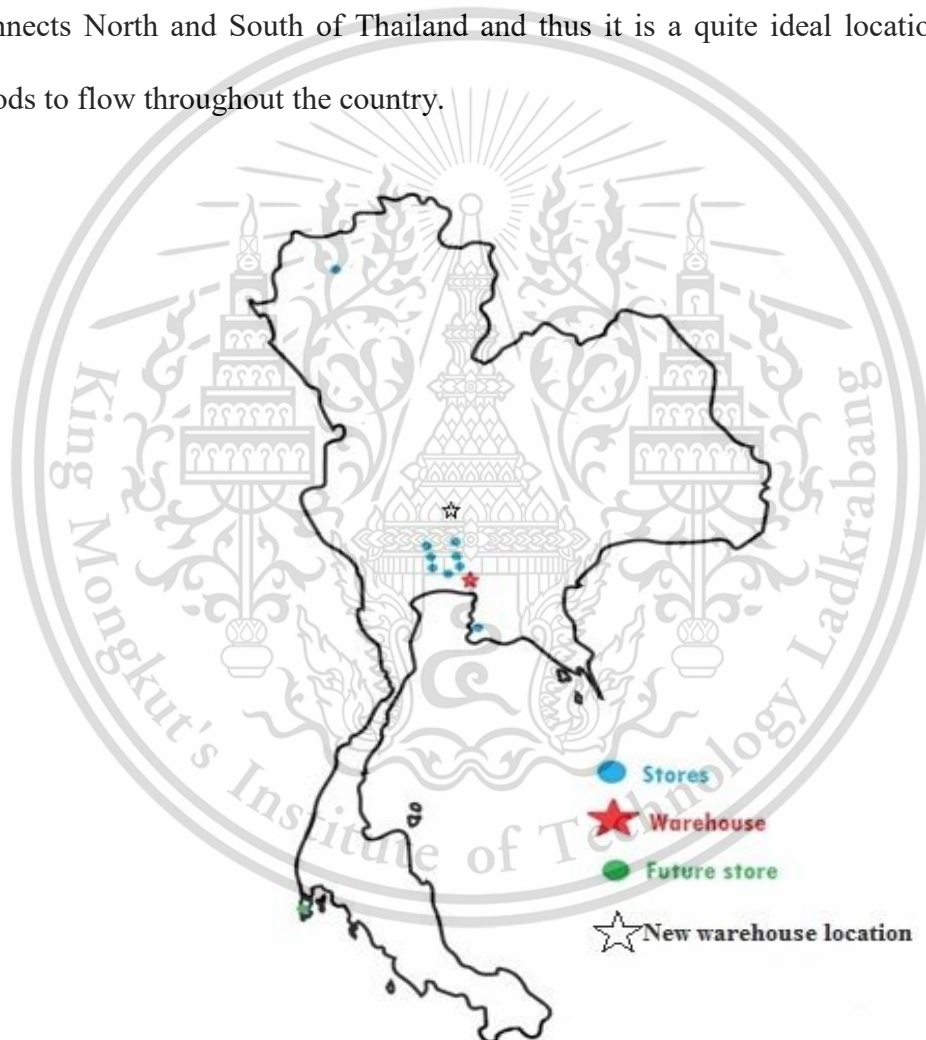 nnects North and South of Thailand and thus it is a quite ideal locatio
ods to flow throughout the country.
King Mongkut's Institute of Technology Ladkrabang
Stores
Warehouse
Future store
New warehouse location